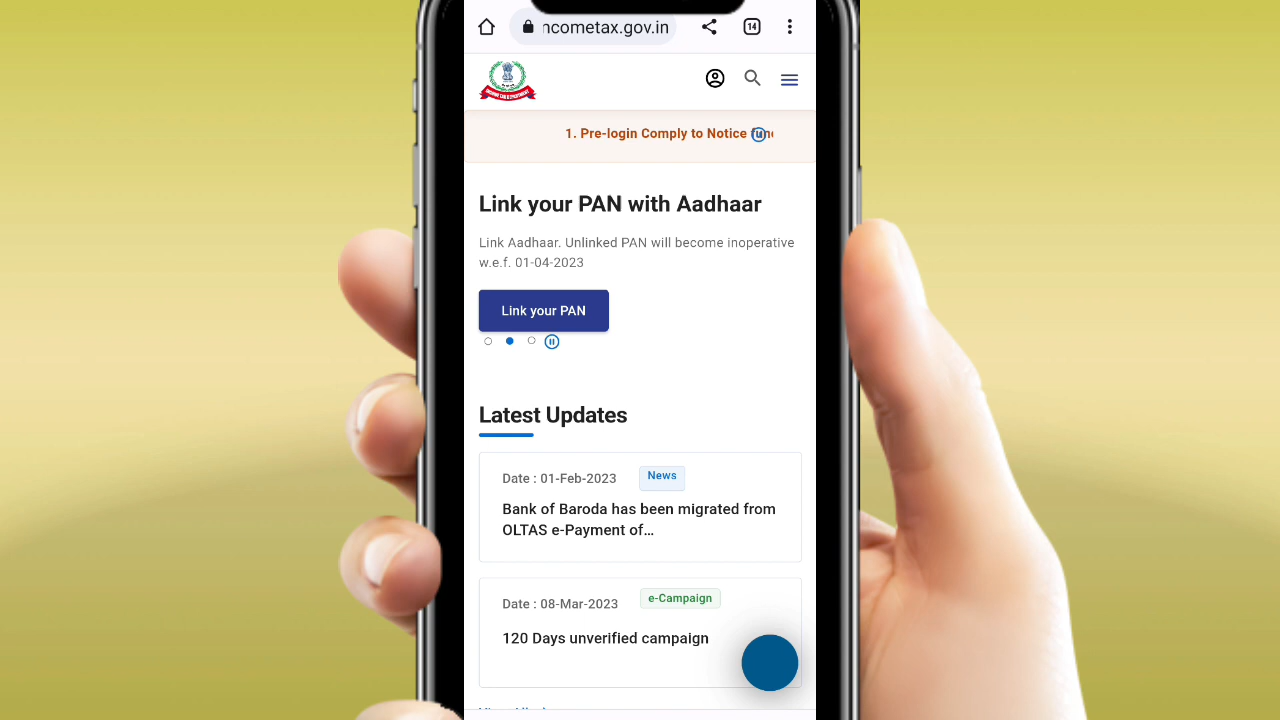 ncometax.gov.in
14
1. Pre-login Comply to Notice
Link your PAN with Aadhaar
Link Aadhaar. Unlinked PAN will become inoperative
w.e.f. 01-04-2023
Link your PAN
Latest Updates
Date : 01-Feb-2023
News
Bank of Baroda has been migrated from
OLTAS e-Payment of...
Date : 08-Mar-2023
e-Campaign
120 Days unverified campaign